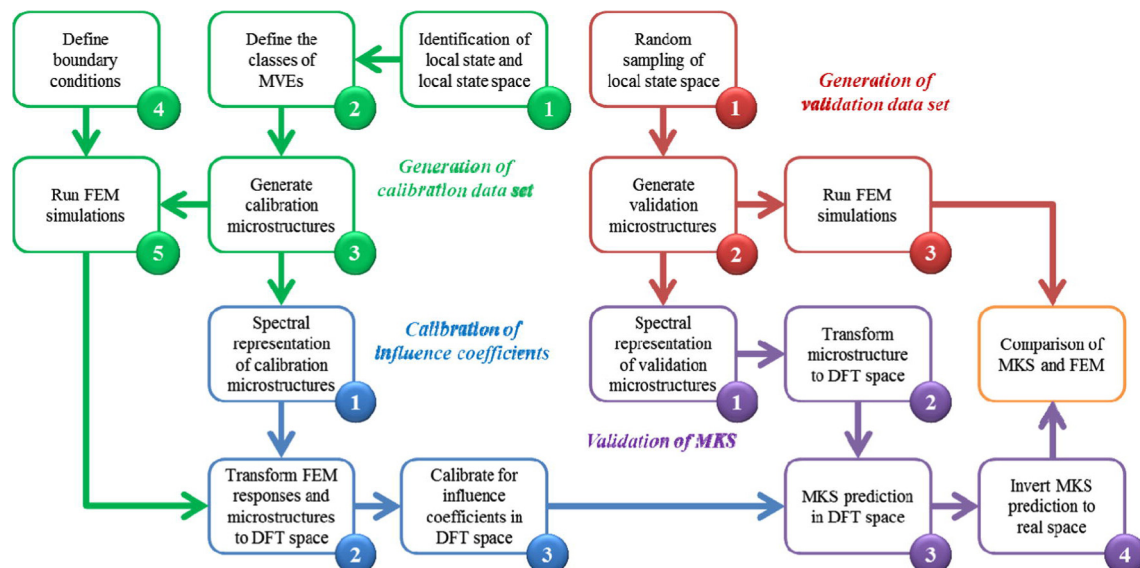 Define
boundary
conditions
4
Define the
classes of
MVEs
2
Identification of
local state and
local state space
1
Random
sampling of
local state space
1
Generation of
validation data set
Run FEM
simulations
5
Generate
calibration
microstructures
3
Generation of
calibration data set
Generate
validation
microstructures
2
Run FEM
simulations
3
Spectral
representation
of calibration
microstructures
1
Calibration of
influence coefficients
Spectral
representation
of validation
microstructures
1
Transform
microstructure
to DFT space
2
Comparison of
MKS and FEM
Validation of MKS
Transform FEM
responses and
microstructures
to DFT space
2
Calibrate for
influence
coefficients in
DFT space
3
MKS prediction
in DFT space
3
Invert MKS
prediction to
real space
4